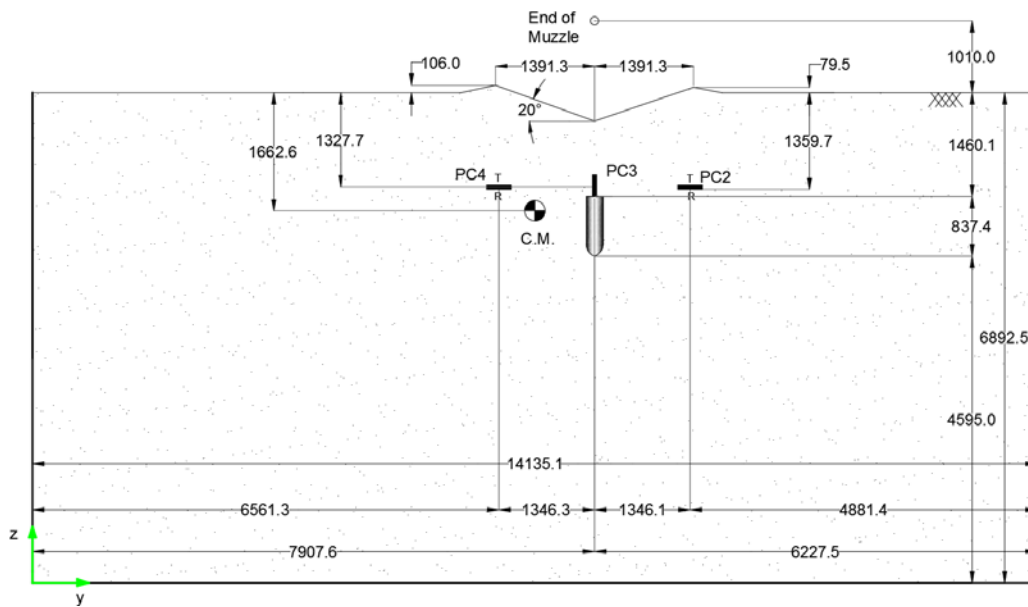 End of
Muzzle
106.0
1391.3
1391.3
79.5
1010.0
20°
1662.6
1327.7
1359.7
1460.1
PC4
T
R
PC3
T
R
PC2
C.M.
837.4
6892.5
4595.0
14135.1
6561.3
1346.3
1346.1
4881.4
z
7907.6
6227.5
y